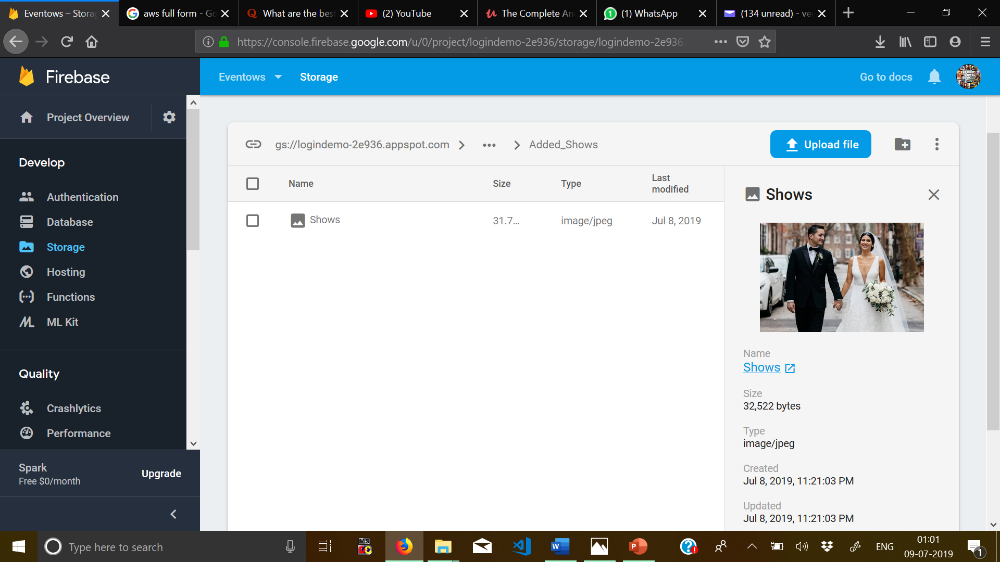 Eventows – Storag
aws full form - Go
What are the bes
(2) YouTube
The Complete An
(1) WhatsApp
(134 unread) - ve
https://console.firebase.google.com/u/0/project/logindemo-2e936/storage/logindemo-2e936.
Firebase
Eventows
Storage
Go to docs
Project Overview
gs://logindemo-2e936.appspot.com
Added_Shows
Upload file
Develop
Authentication
Database
Storage
Hosting
Functions
ML Kit
Quality
Crashlytics
Performance
Spark
Free $0/month
Upgrade
Name
Size
Type
Last
modified
Shows
31.7...
image/jpeg
Jul 8, 2019
Shows
Name
Shows
Size
32,522 bytes
Type
image/jpeg
Created
Jul 8, 2019, 11:21:03 PM
Updated
Jul 8, 2019, 11:21:03 PM
Type here to search
ENG
01:01
09-07-2019
1